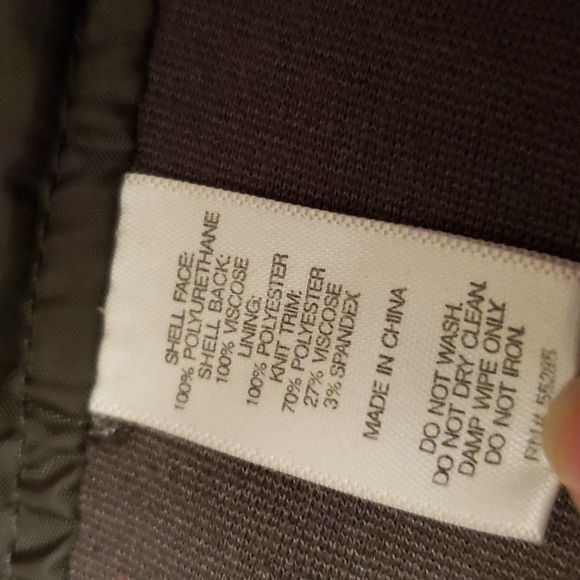 SHELL FACE:
100% POLYURETHANE
SHELL BACK:
100% VISCOSE
LINING:
100% POLYESTER
KNIT TRIM:
70% POLYESTER
27% VISCOSE
3% SPANDEX
MADE IN CHINA
DO NOT WASH.
DO NOT DRY CLEAN.
DAMP WIPE ONLY.
DO NOT IRON.
55285